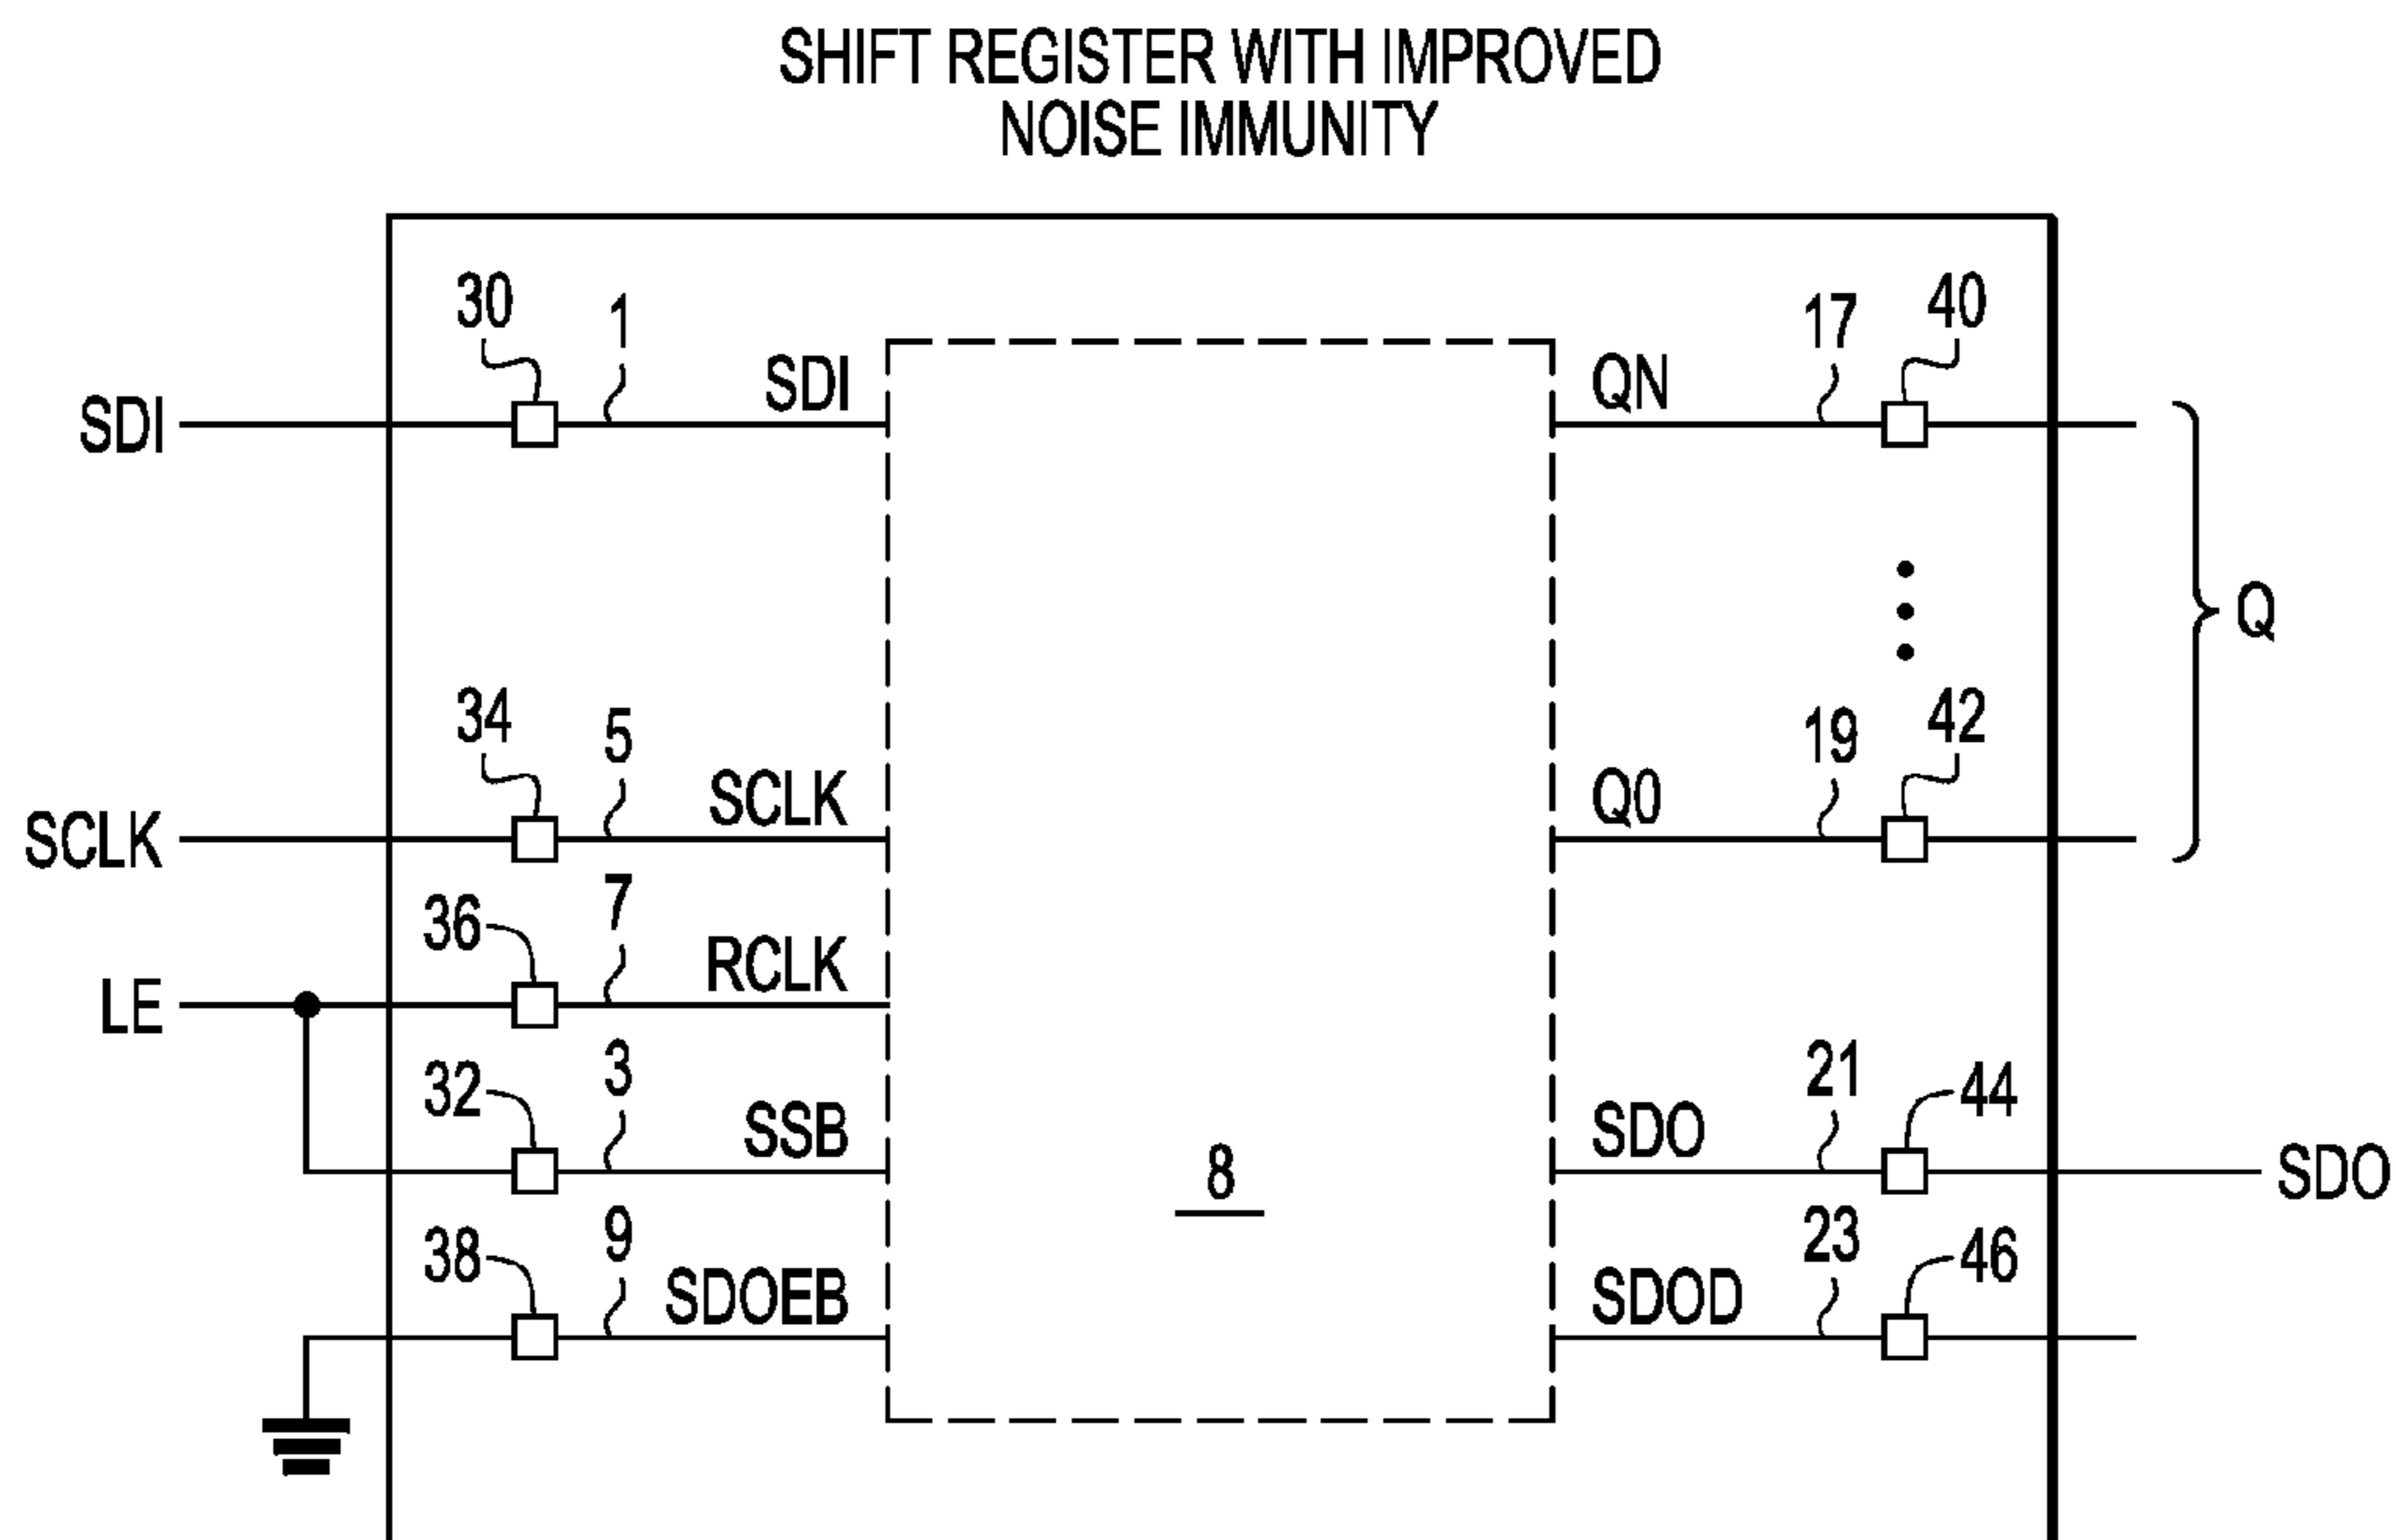 SHIFT REGISTER WITH IMPROVED
NOISE IMMUNITY
30
1
SDI
SDI
QN
17
40
34
5
SCLK
SCLK
Q0
19
42
Q
36
7
RCLK
LE
32
3
SSB
8
SDO
21
44
SDO
38
9
SDOEB
SDOD
23
46